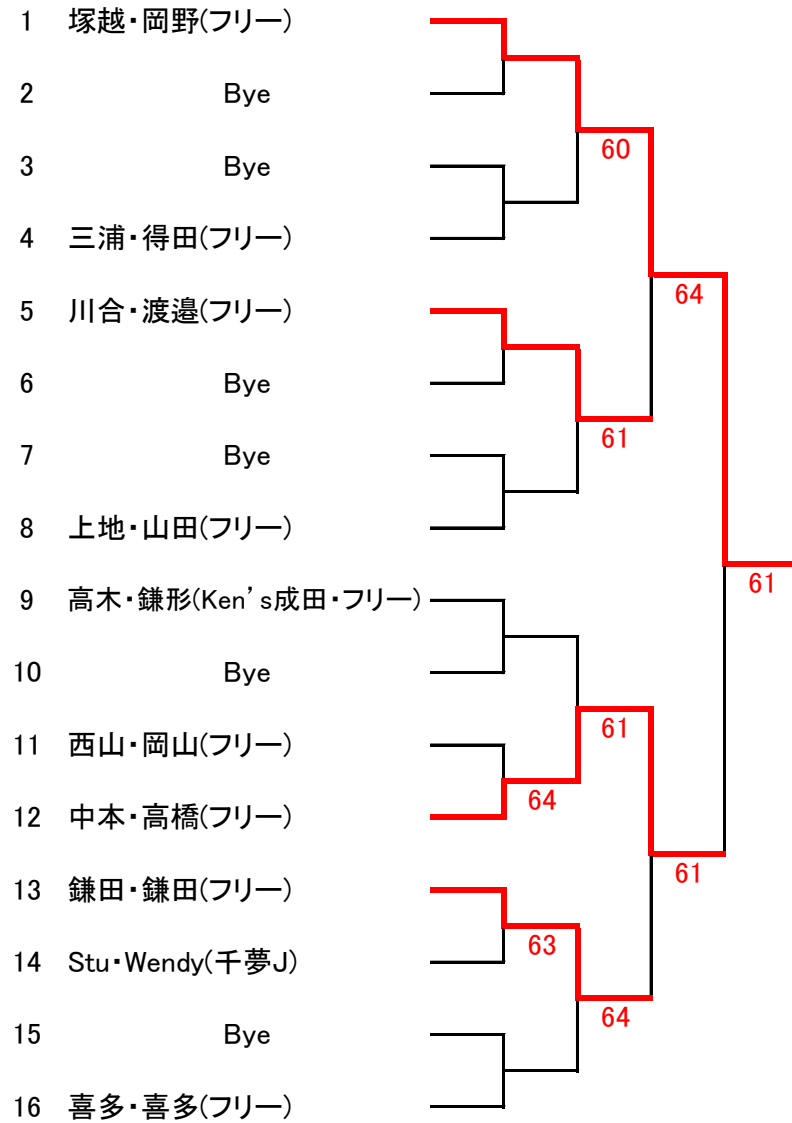 1 塚越・岡野(フリー)
2 Bye
60
3 Bye
4 三浦・得田(フリー)
64
5 川合・渡邉(フリー)
6 Bye
61
7 Bye
8 上地・山田(フリー)
61
9 高木・鎌形(Ken's成田・フリー)
10 Bye
61
11 西山・岡山(フリー)
64
12 中本・高橋(フリー)
61
13 鎌田・鎌田(フリー)
63
14 Stu・Wendy(千夢J)
64
15 Bye
16 喜多・喜多(フリー)